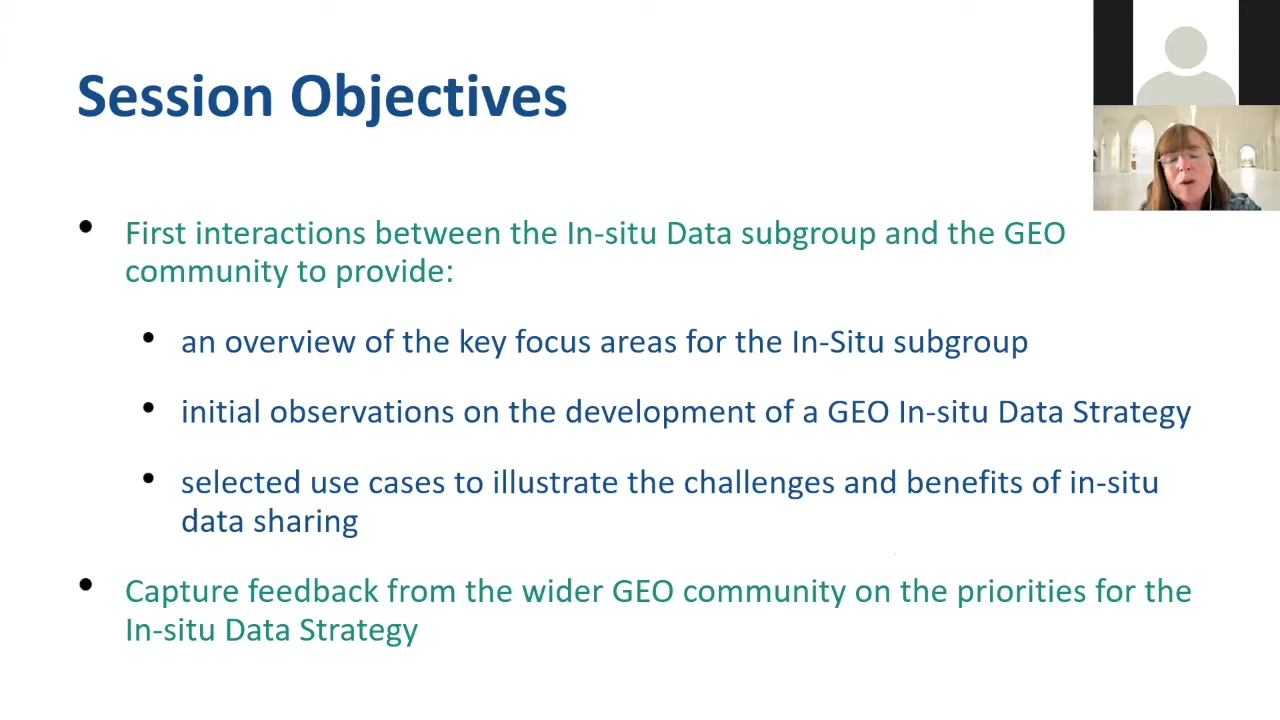 Session Objectives
• First interactions between the In-situ Data subgroup and the GEO
community to provide:
• an overview of the key focus areas for the In-Situ subgroup
• initial observations on the development of a GEO In-situ Data Strategy
• selected use cases to illustrate the challenges and benefits of in-situ
data sharing
• Capture feedback from the wider GEO community on the priorities for the
In-situ Data Strategy